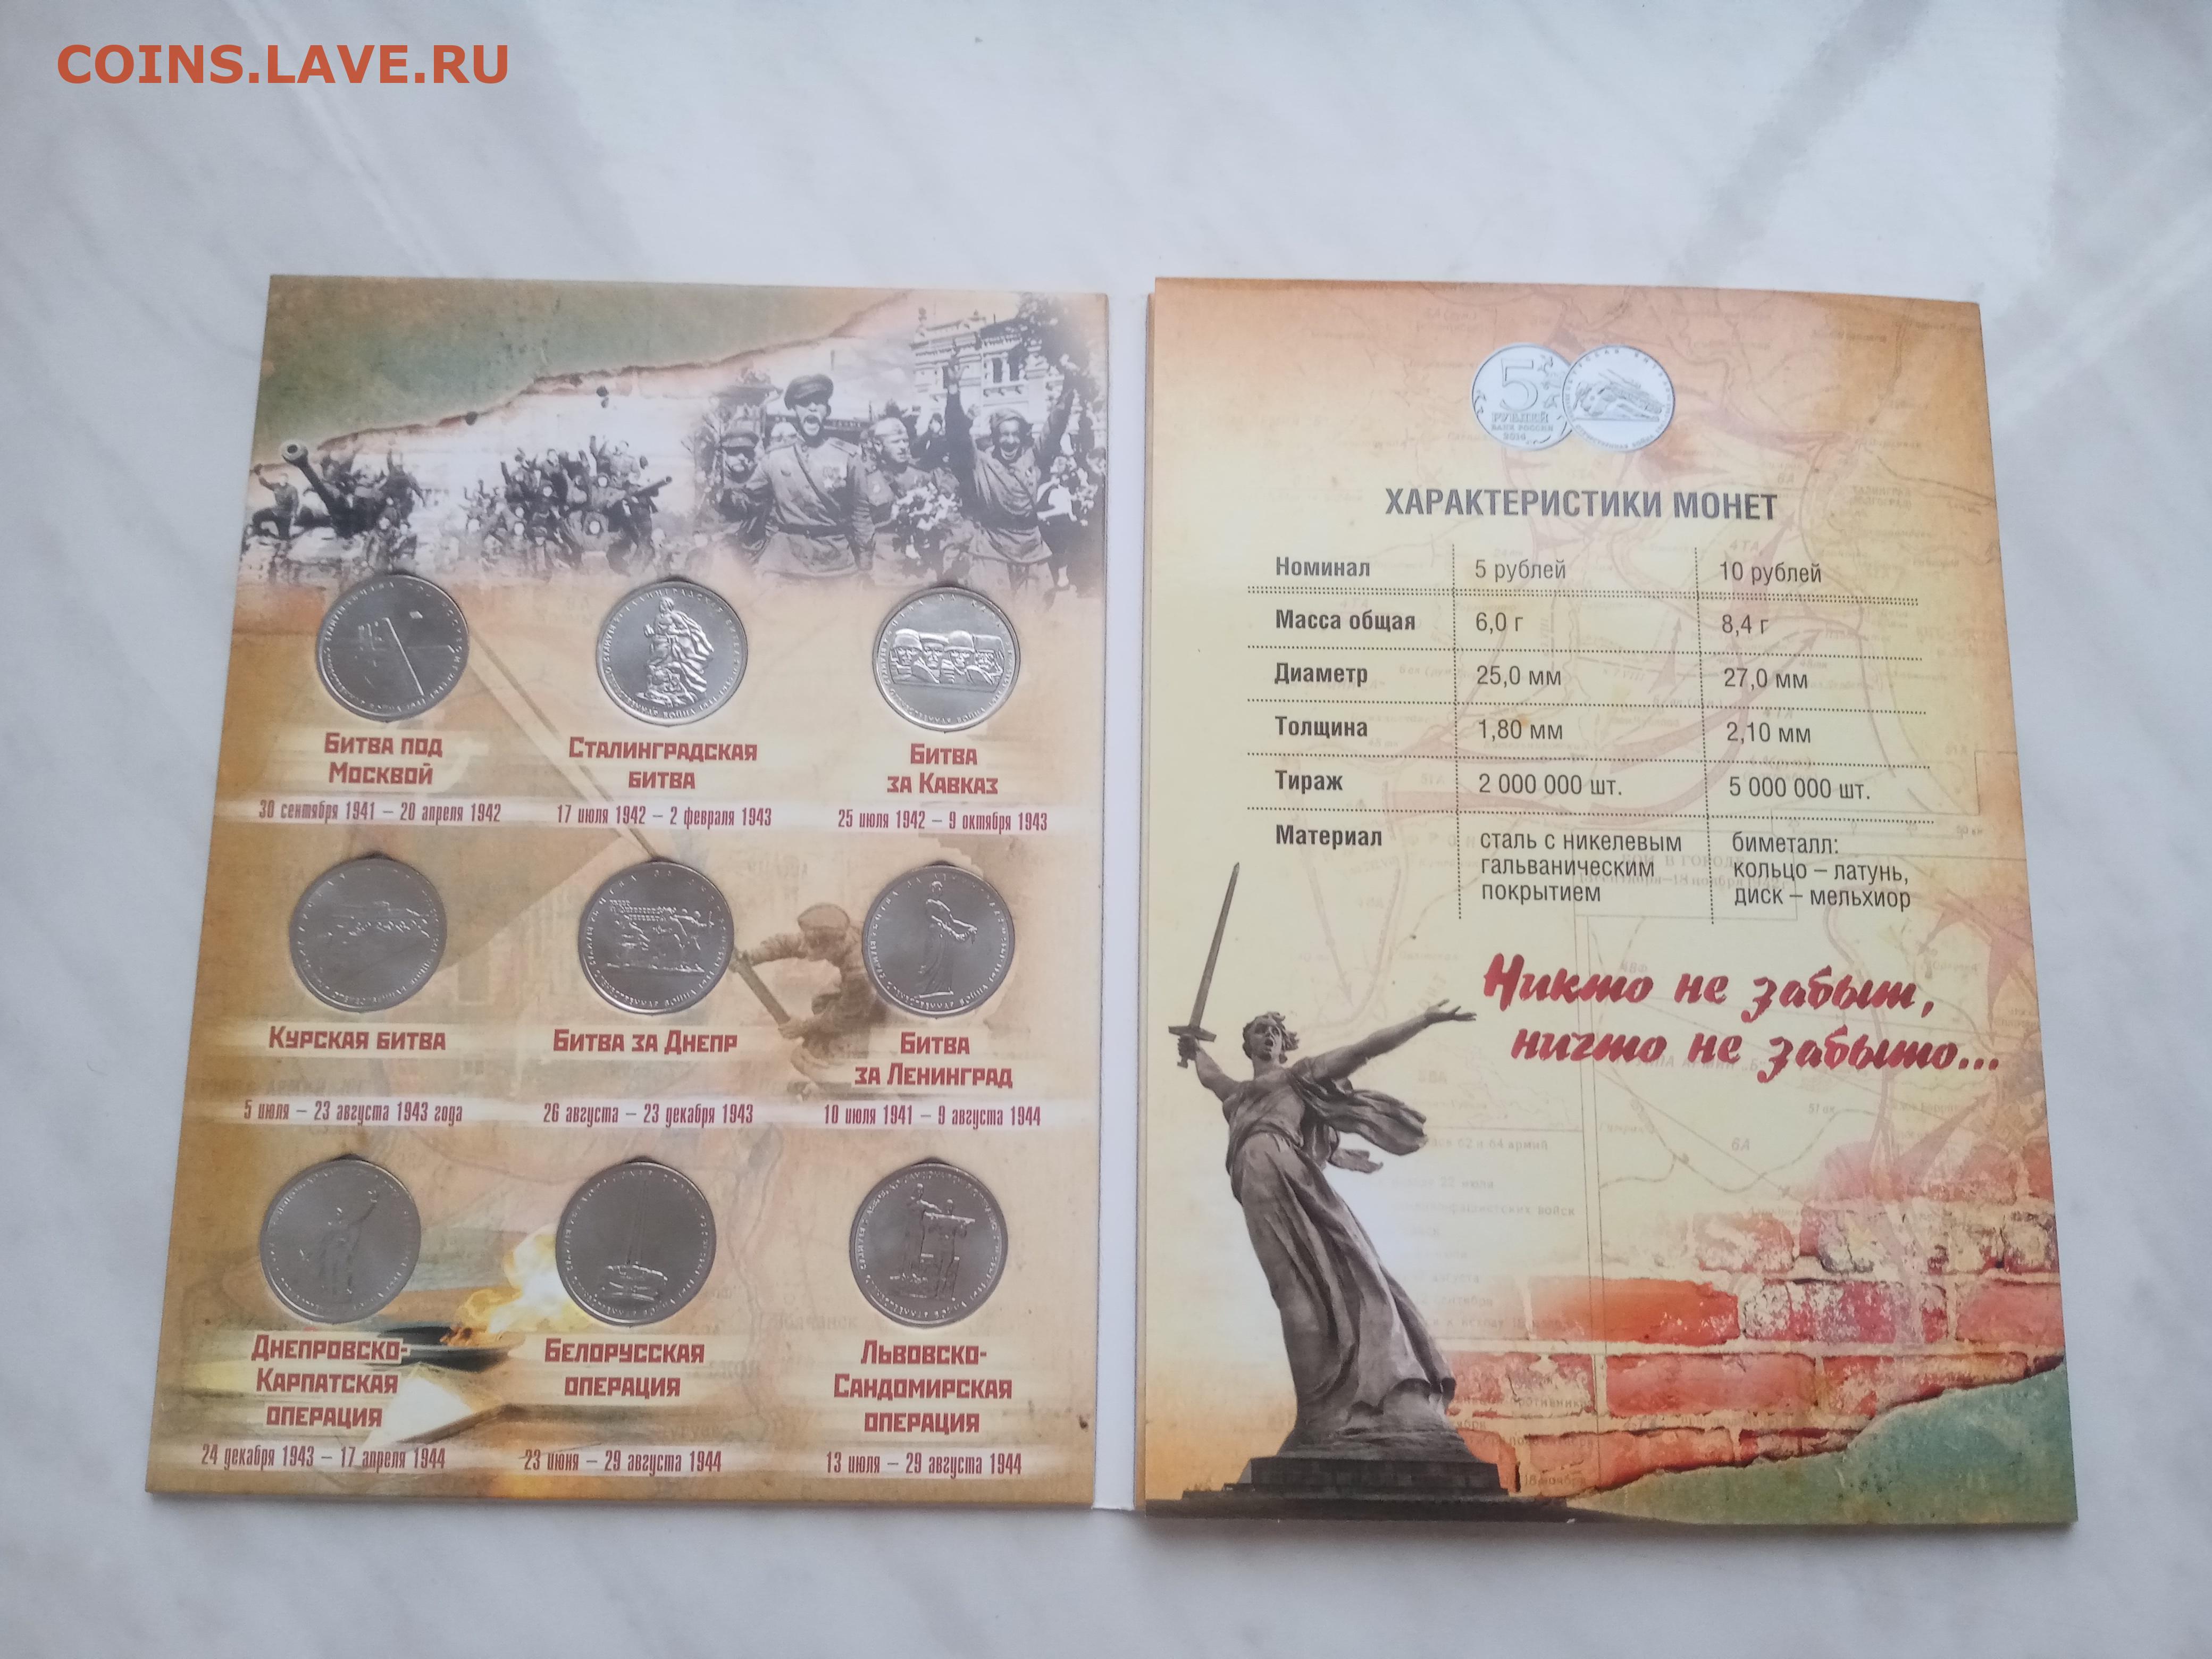 COINS.LAVE.RU
Битва под
Москвой
30 сентября 1941 – 20 апреля 1942
Сталинградская
битва
17 июля 1942 – 2 февраля 1943
Битва
за Кавказ
25 июля 1942 – 9 октября 1943
Курская битва
5 июля – 23 августа 1943 года
Битва за Днепр
26 августа – 23 декабря 1943
Битва
за Ленинград
10 июля 1941 – 9 августа 1944
Днепровско-
Карпатская
операция
24 декабря 1943 – 17 апреля 1944
Белорусская
операция
23 июня – 29 августа 1944
Львовско-
Сандомирская
операция
13 июля – 29 августа 1944
5
РУБЛЕЙ
БАНК РОССИИ
2014
ХАРАКТЕРИСТИКИ МОНЕТ
Номинал 5 рублей 10 рублей
Масса общая 6,0 г 8,4 г
Диаметр 25,0 мм 27,0 мм
Толщина 1,80 мм 2,10 мм
Тираж 2 000 000 шт. 5 000 000 шт.
Материал сталь с никелевым биметалл:
гальваническим кольцо – латунь,
покрытием диск – мельхиор
Никто не забыт,
ничто не забыто...